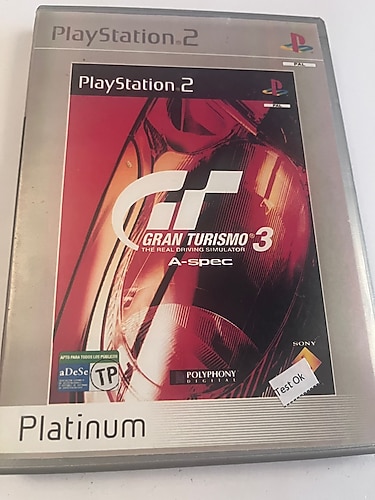 PlayStation®2
PAL
PlayStation®2
PAL
GT
GRAN TURISMO®3
THE REAL DRIVING SIMULATOR
A-spec
APTO PARA TODOS LOS PUBLICOS
aDeSe
TP
POLYPHONY
DIGITAL
SONY
Test Ok
Platinum